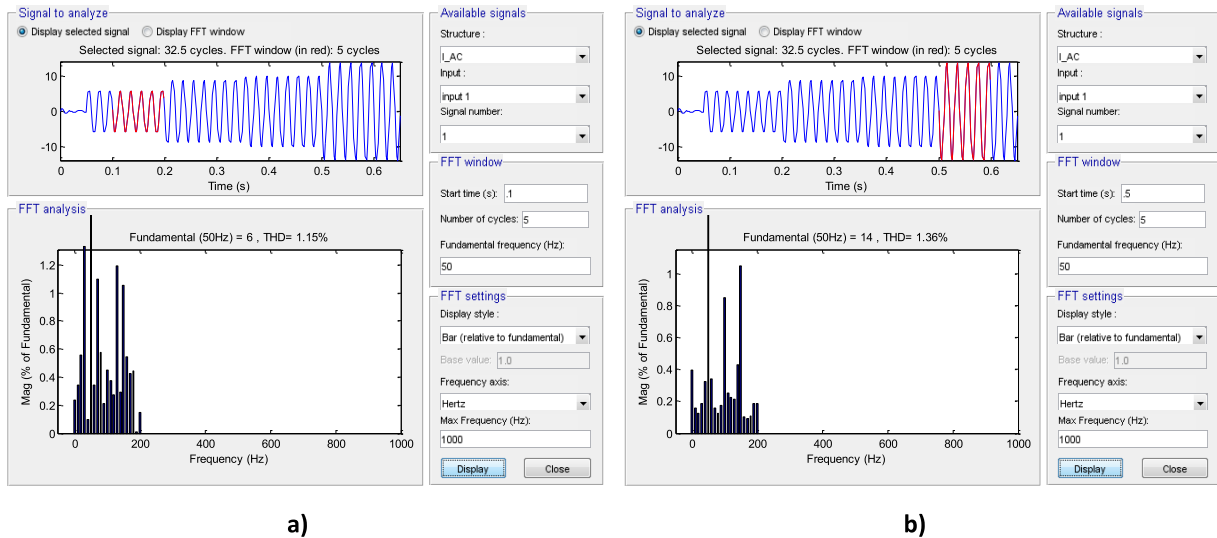 Signal to analyze
Display selected signal Display FFT window
Selected signal: 32.5 cycles. FFT window (in red): 5 cycles
10
0
-10
0 0.1 0.2 0.3 0.4 0.5 0.6
Time (s)
FFT analysis
Fundamental (50Hz) = 6 , THD= 1.15%
Mag (% of Fundamental)
1.2
1
0.8
0.6
0.4
0.2
0
0 200 400 600 800 1000
Frequency (Hz)
Available signals
Structure :
I_AC
Input :
input 1
Signal number:
1
FFT window
Start time (s): .1
Number of cycles: 5
Fundamental frequency (Hz):
50
FFT settings
Display style :
Bar (relative to fundamental)
Base value: 1.0
Frequency axis:
Hertz
Max Frequency (Hz):
1000
Display Close
a)
Signal to analyze
Display selected signal Display FFT window
Selected signal: 32.5 cycles. FFT window (in red): 5 cycles
10
0
-10
0 0.1 0.2 0.3 0.4 0.5 0.6
Time (s)
FFT analysis
Fundamental (50Hz) = 14 , THD= 1.36%
Mag (% of Fundamental)
1
0.8
0.6
0.4
0.2
0
0 200 400 600 800 1000
Frequency (Hz)
Available signals
Structure :
I_AC
Input :
input 1
Signal number:
1
FFT window
Start time (s): .5
Number of cycles: 5
Fundamental frequency (Hz):
50
FFT settings
Display style :
Bar (relative to fundamental)
Base value: 1.0
Frequency axis:
Hertz
Max Frequency (Hz):
1000
Display Close
b)